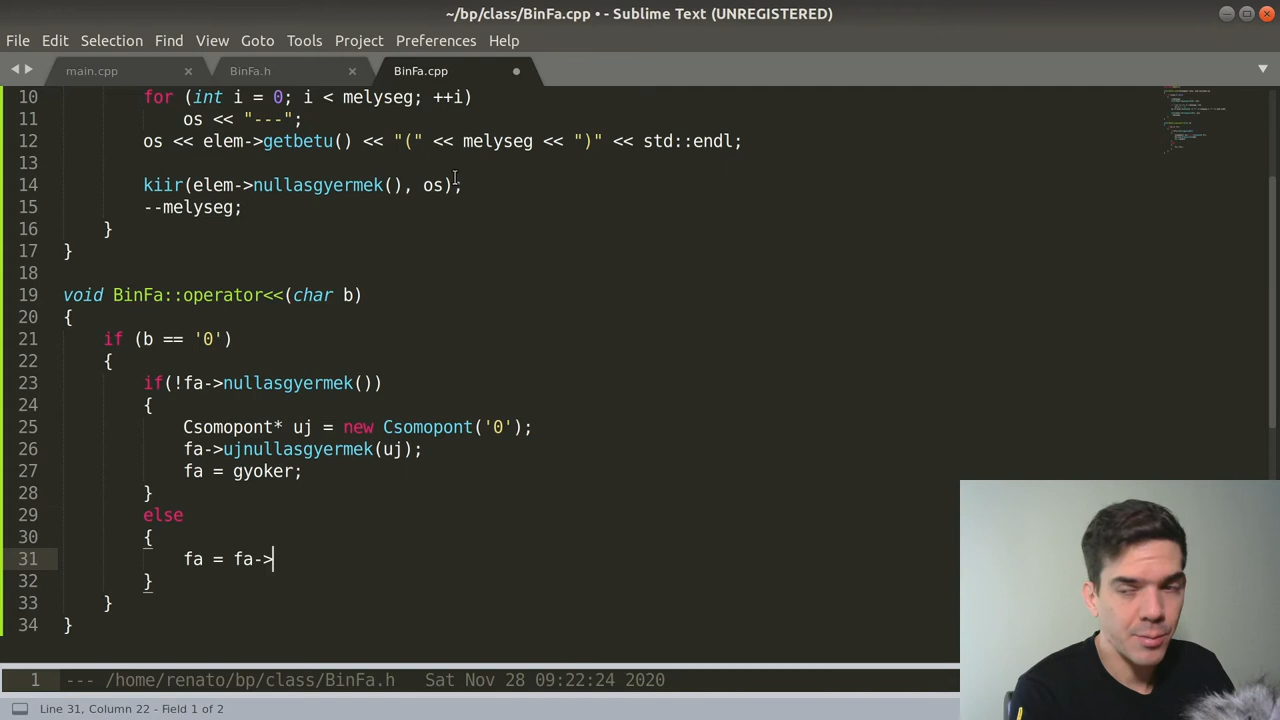 ~/bp/class/BinFa.cpp • - Sublime Text (UNREGISTERED)
File Edit Selection Find View Goto Tools Project Preferences Help
main.cpp × BinFa.h × BinFa.cpp
10 for (int i = 0; i < melyseg; ++i)
11 os << "---";
12 os << elem->getbetu() << "(" << melyseg << ")" << std::endl;
13
14 kiir(elem->nullasgyermek(), os);
15 --melyseg;
16 }
17 }
18
19 void BinFa::operator<<(char b)
20 {
21 if (b == '0')
22 {
23 if(!fa->nullasgyermek())
24 {
25 Csomopont* uj = new Csomopont('0');
26 fa->ujnullasgyermek(uj);
27 fa = gyoker;
28 }
29 else
30 {
31 fa = fa->
32 }
33 }
34 }
1 --- /home/renato/bp/class/BinFa.h Sat Nov 28 09:22:24 2020
Line 31, Column 22 - Field 1 of 2